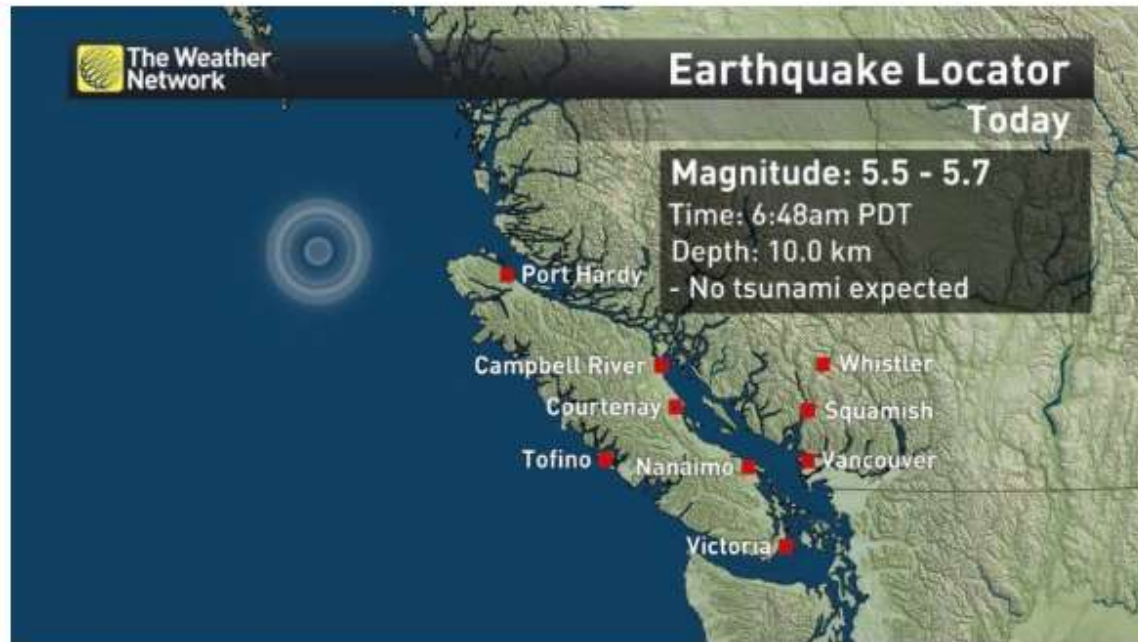 The Weather
Network
Earthquake Locator
Today
Magnitude: 5.5 - 5.7
Time: 6:48am PDT
Depth: 10.0 km
- No tsunami expected
Port Hardy
Campbell River
Whistler
Courtenay
Squamish
Tofino
Nanaimo
Vancouver
Victoria